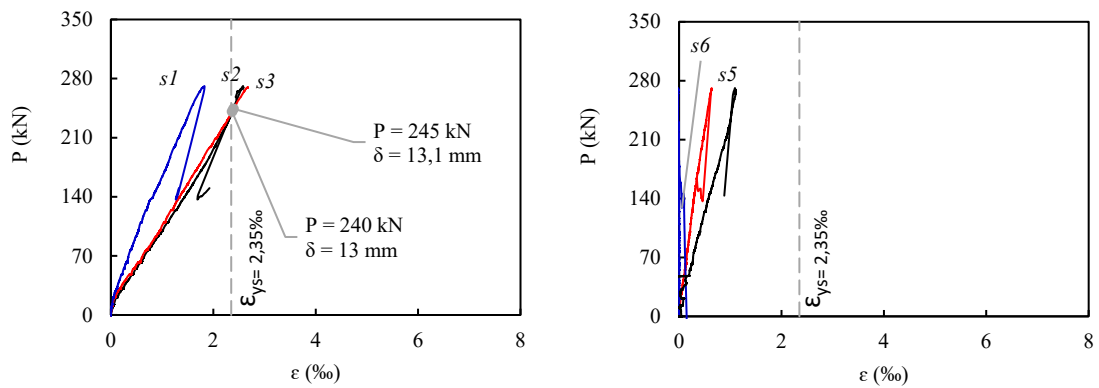 350
280
210
140
70
0
P (kN)
s1
s2
s3
P = 245 kN
δ = 13,1 mm
P = 240 kN
δ = 13 mm
εys= 2,35‰
0 2 4 6 8
ε (‰)
350
280
210
140
70
0
P (kN)
s6
s5
εys= 2,35‰
0 2 4 6 8
ε (‰)